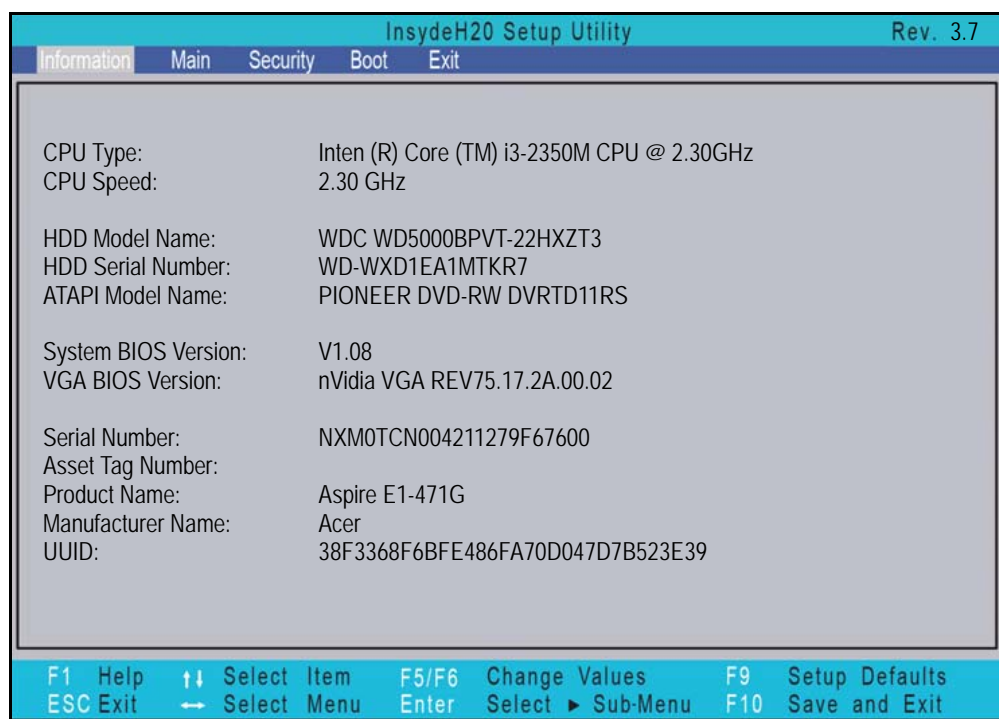 InsydeH20 Setup Utility Rev. 3.7
Information Main Security Boot Exit
CPU Type: Inten (R) Core (TM) i3-2350M CPU @ 2.30GHz
CPU Speed: 2.30 GHz
HDD Model Name: WDC WD5000BPVT-22HXZT3
HDD Serial Number: WD-WXD1EA1MTKR7
ATAPI Model Name: PIONEER DVD-RW DVRTD11RS
System BIOS Version: V1.08
VGA BIOS Version: nVidia VGA REV75.17.2A.00.02
Serial Number: NXM0TCN004211279F67600
Asset Tag Number:
Product Name: Aspire E1-471G
Manufacturer Name: Acer
UUID: 38F3368F6BFE486FA70D047D7B523E39
F1 Help ↑↓ Select Item F5/F6 Change Values F9 Setup Defaults
ESC Exit ↔ Select Menu Enter Select ► Sub-Menu F10 Save and Exit